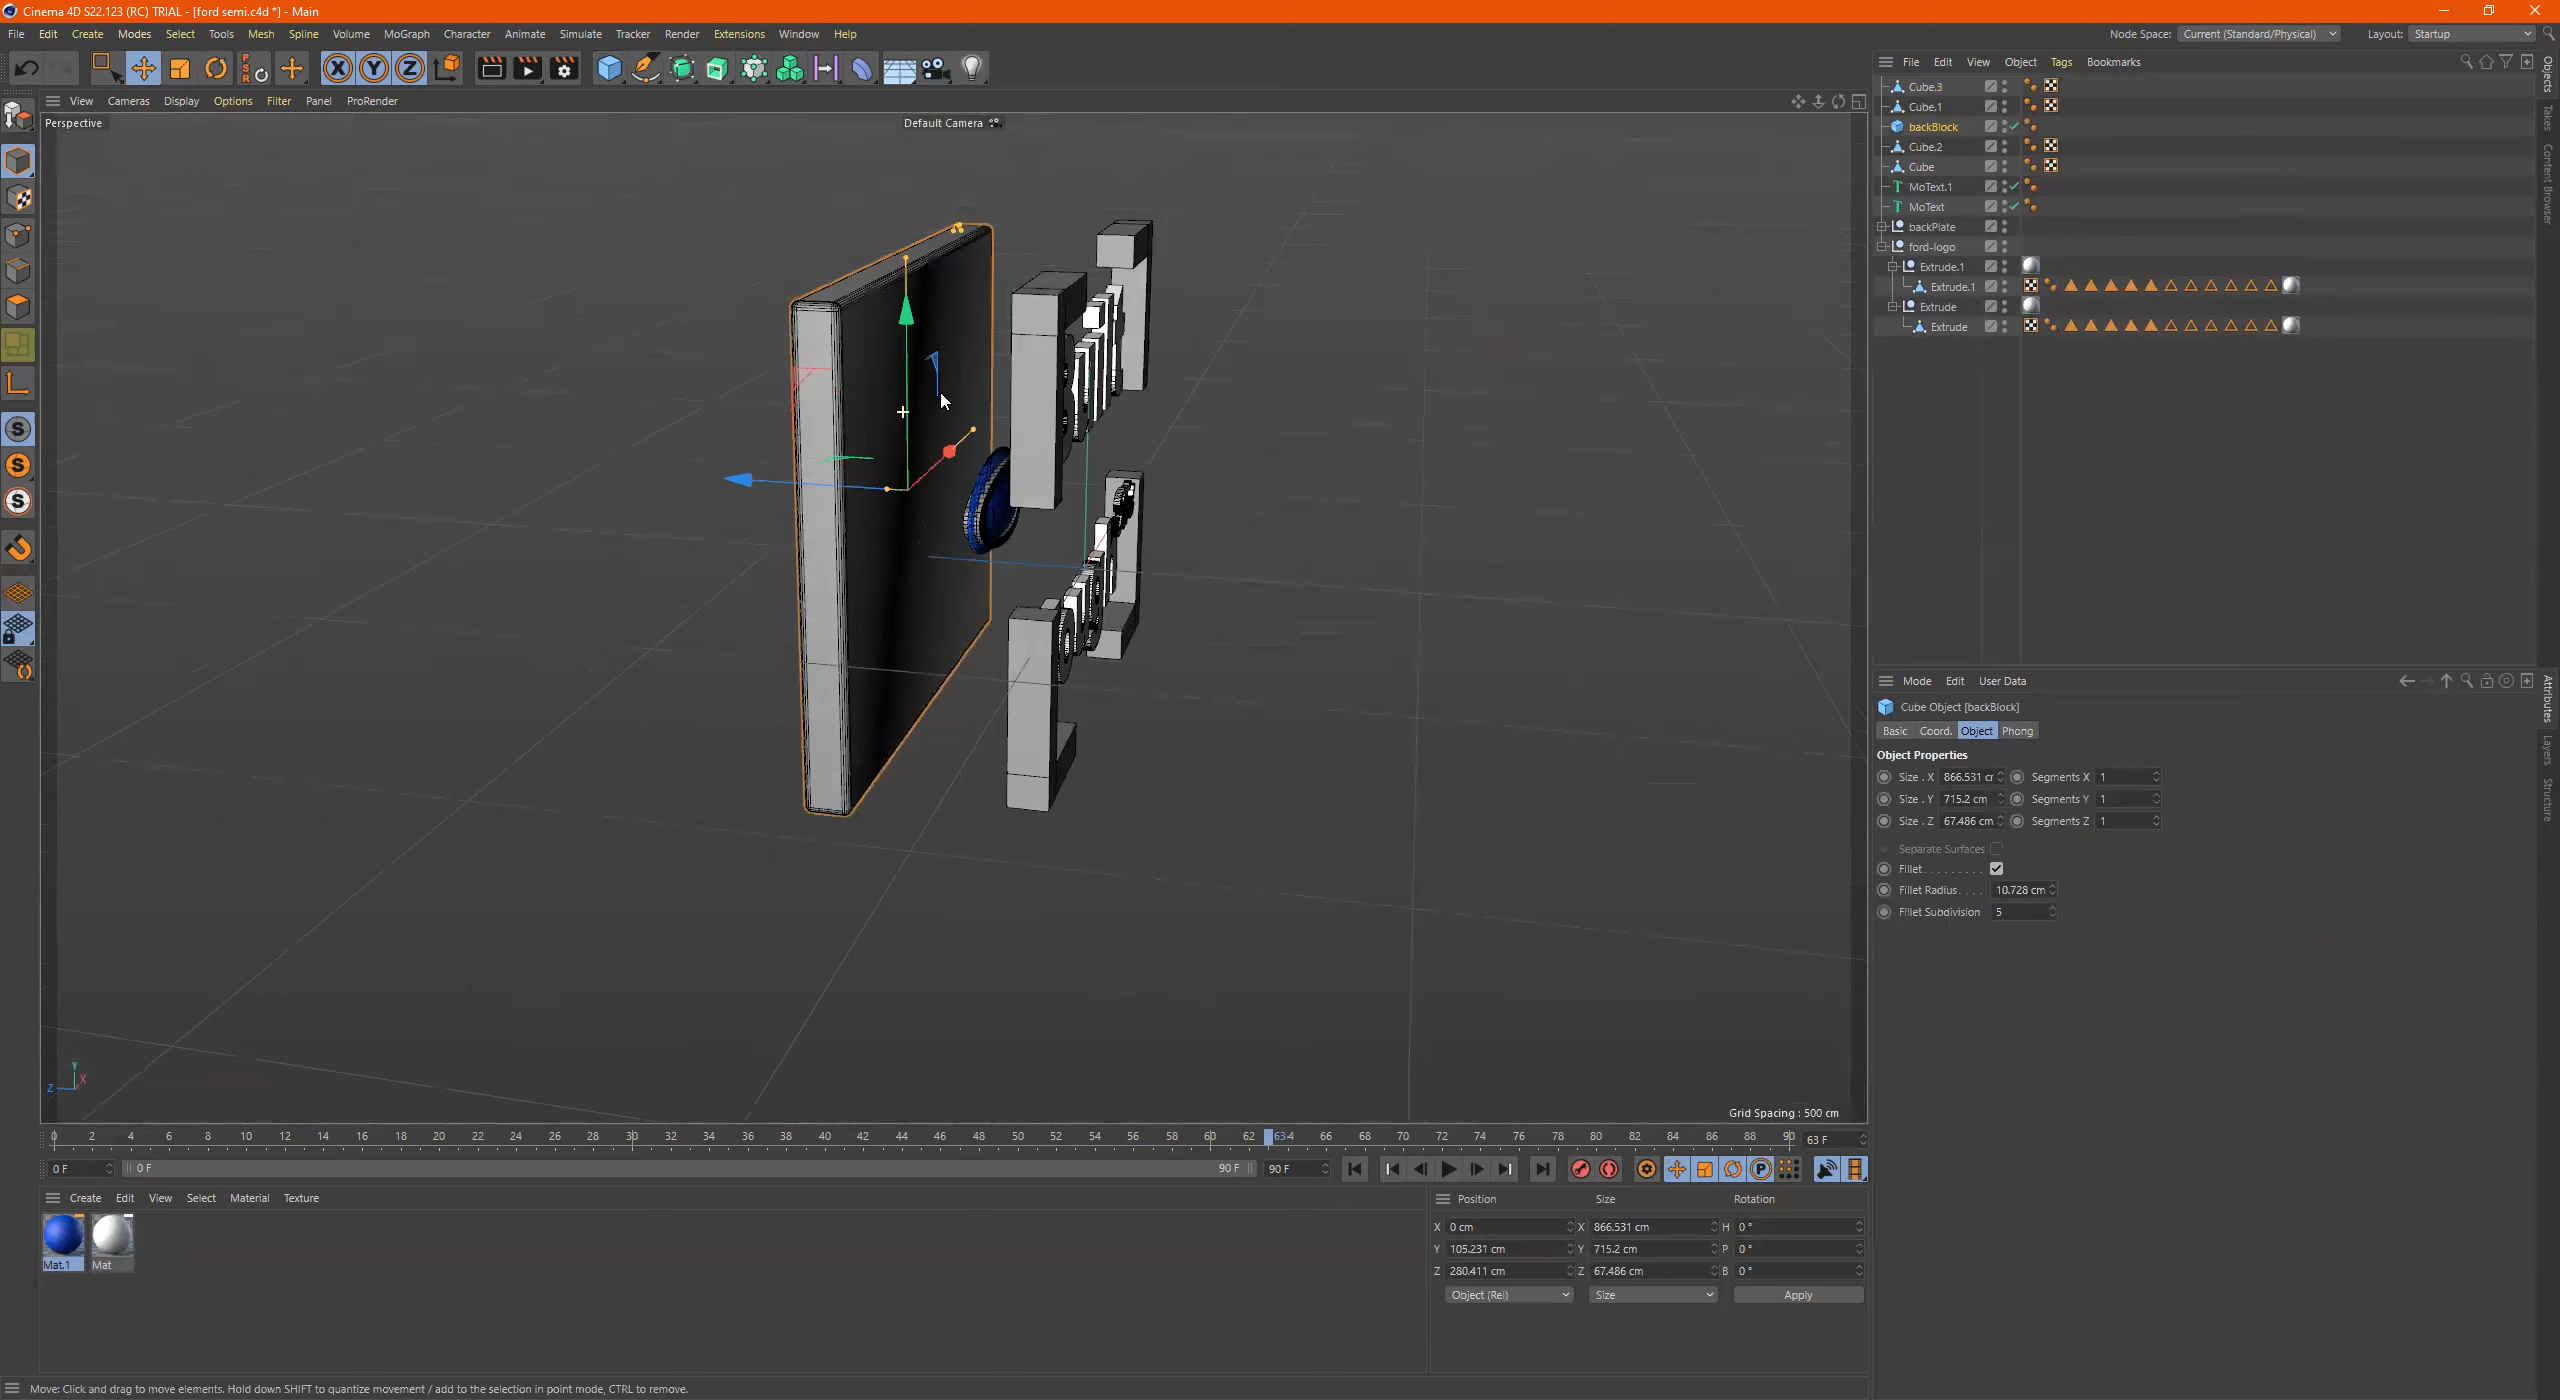 Cinema 4D S22.123 (RC) TRIAL - [ford semi.c4d *] - Main
File Edit Create Modes Select Tools Mesh Spline Volume MoGraph Character Animate Simulate Tracker Render Extensions Window Help
Node Space: Current (Standard/Physical) Layout: Startup
P
S
R
X Y Z
View Cameras Display Options Filter Panel ProRender
Perspective
Default Camera
File Edit View Object Tags Bookmarks
Cube.3
Cube.1
backBlock
Cube.2
Cube
MoText.1
MoText
backPlate
ford-logo
Extrude.1
Extrude.1
Extrude
Extrude
Objects
Takes
Content Browser
S
S
S
Y
X
Z
Grid Spacing : 500 cm
Mode Edit User Data
Cube Object [backBlock]
Basic Coord. Object Phong
Object Properties
Size . X 866.531 cr Segments X 1
Size . Y 715.2 cm Segments Y 1
Size . Z 67.486 cm Segments Z 1
Separate Surfaces
Fillet . . . . . . . . .
Fillet Radius . . . . 10.728 cm
Fillet Subdivision 5
Attributes
Layers
Structure
0 2 4 6 8 10 12 14 16 18 20 22 24 26 28 30 32 34 36 38 40 42 44 46 48 50 52 54 56 58 60 62 634 66 68 70 72 74 76 78 80 82 84 86 88 90 63 F
0 F 0 F 90 F 90 F P
Create Edit View Select Material Texture
Mat.1 Mat
Position Size Rotation
X 0 cm X 866.531 cm H 0 °
Y 105.231 cm Y 715.2 cm P 0 °
Z 280.411 cm Z 67.486 cm B 0 °
Object (Rel) Size Apply
Move: Click and drag to move elements. Hold down SHIFT to quantize movement / add to the selection in point mode, CTRL to remove.